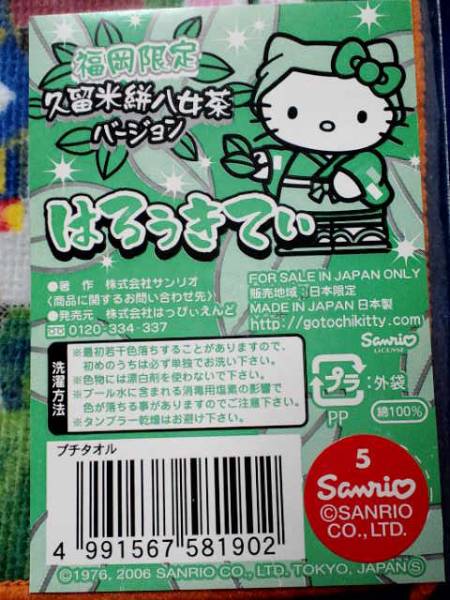 福岡限定
久留米絣八女茶
バージョン
はろうきてぃ
●著 作 株式会社サンリオ
〈商品に関するお問い合わせ先〉
●発売元 株式会社はっぴぃえんど
0120-334-337
FOR SALE IN JAPAN ONLY
販売地域:日本限定
MADE IN JAPAN 日本製
http://gotochikitty.com/
Sanrio
LICENSE
洗濯方法
※最初若干色落ちすることがありますので、
初めのうちは必ず単独でお洗い下さい。
※色物には漂白剤を使わないで下さい。
※プール水に含まれる消毒用塩素の影響で
色が落ちる事がありますのでご注意下さい。
※タンブラー乾燥はお避け下さい。
プラ:外袋
PP
綿100%
プチタオル
4 991567 581902
5
Sanrio
©SANRIO
CO., LTD.
©1976, 2006 SANRIO CO., LTD. TOKYO, JAPAN Ⓢ